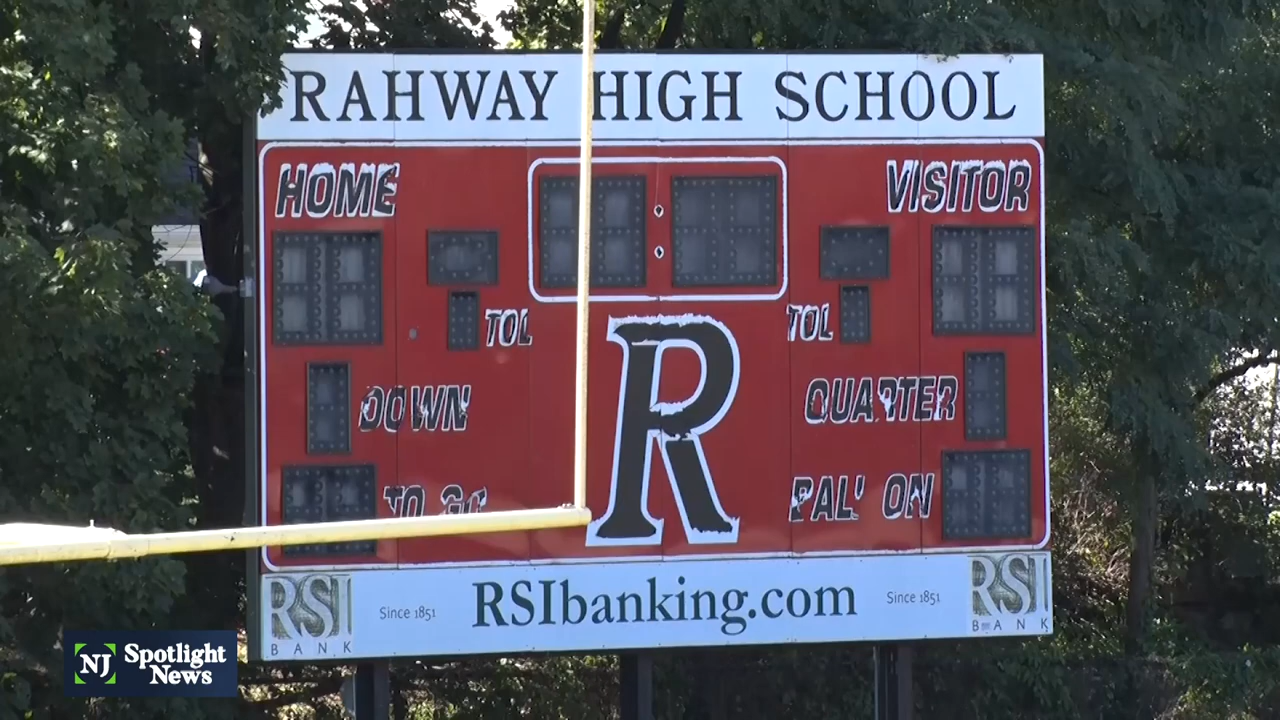 RAHWAY HIGH SCHOOL
HOME
VISITOR
TOL
TOL
DOWN
QUARTER
R
TO GO
BAL' ON
RSI
BANK
Since 1851
RSIbanking.com
Since 1851
RSI
BANK
NJ Spotlight
News